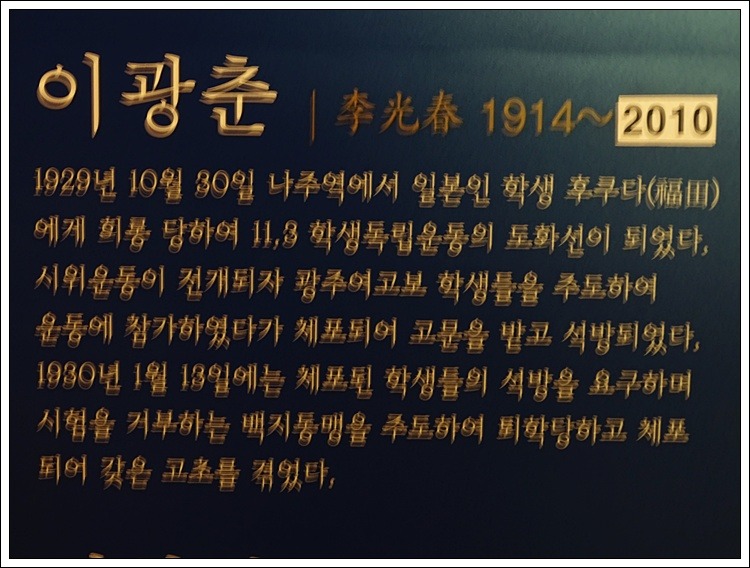 이광춘 | 李光春 1914~2010
1929년 10월 30일 나주역에서 일본인 학생 후쿠다(福田)
에게 희롱 당하여 11,3 학생독립운동의 도화선이 되었다.
시위운동이 전개되자 광주여고보 학생들을 주도하여
운동에 참가하였다가 체포되어 고문을 받고 석방되었다.
1930년 1월 13일에는 체포된 학생들의 석방을 요구하며
시험을 거부하는 백지동맹을 주도하여 퇴학당하고 체포
되어 갖은 고초를 겪었다.